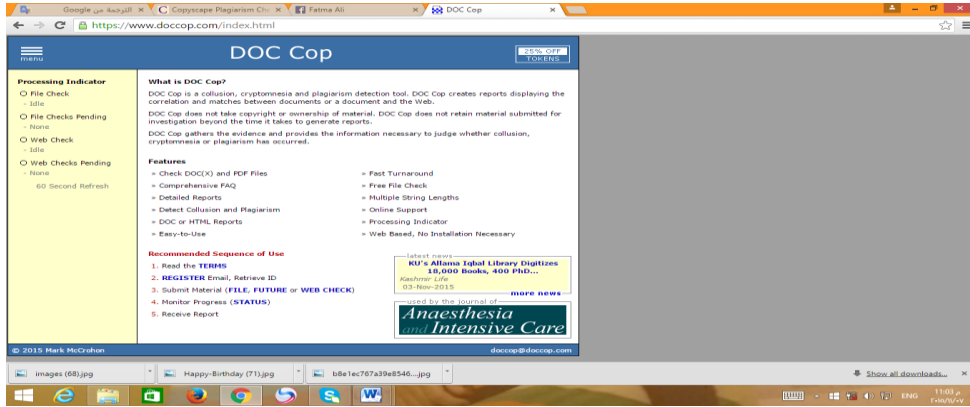 الترجمة من Google
Copyscape Plagiarism Che
Fatma Ali
DOC Cop
https://www.doccop.com/index.html
menu
DOC Cop
25% OFF
TOKENS
Processing Indicator
File Check
- Idle
File Checks Pending
- None
Web Check
- Idle
Web Checks Pending
- None
60 Second Refresh
What is DOC Cop?
DOC Cop is a collusion, cryptomnesia and plagiarism detection tool. DOC Cop creates reports displaying the
correlation and matches between documents or a document and the Web.
DOC Cop does not take copyright or ownership of material. DOC Cop does not retain material submitted for
investigation beyond the time it takes to generate reports.
DOC Cop gathers the evidence and provides the information necessary to judge whether collusion,
cryptomnesia or plagiarism has occurred.
Features
» Check DOC(X) and PDF Files
» Comprehensive FAQ
» Detailed Reports
» Detect Collusion and Plagiarism
» DOC or HTML Reports
» Easy-to-Use
» Fast Turnaround
» Free File Check
» Multiple String Lengths
» Online Support
» Processing Indicator
» Web Based, No Installation Necessary
Recommended Sequence of Use
1. Read the TERMS
2. REGISTER Email, Retrieve ID
3. Submit Material (FILE, FUTURE or WEB CHECK)
4. Monitor Progress (STATUS)
5. Receive Report
latest news
KU's Allama Iqbal Library Digitizes
18,000 Books, 400 PhD...
Kashmir Life
03-Nov-2015
more news
used by the journal of
Anaesthesia
and Intensive Care
© 2015 Mark McCrohon
doccop@doccop.com
images (68).jpg
Happy-Birthday (71).jpg
b8e1ec767a39e8546...jpg
Show all downloads...
ENG
11:03 م